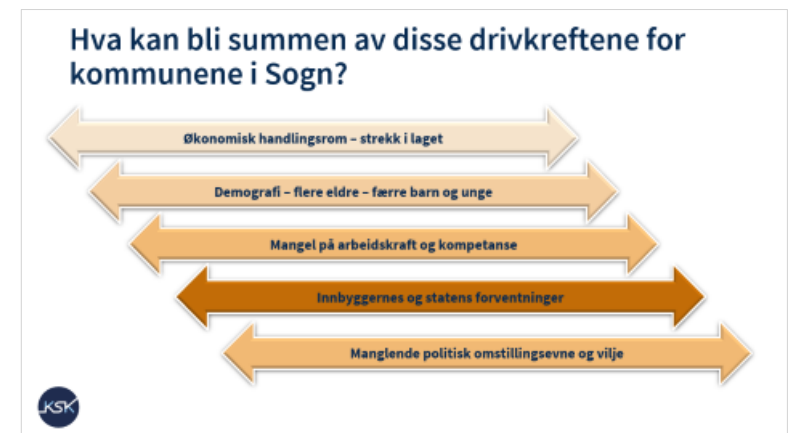 Hva kan bli summen av disse drivkreftene for
kommunene i Sogn?
Økonomisk handlingsrom – strekk i laget
Demografi – flere eldre – færre barn og unge
Mangel på arbeidskraft og kompetanse
Innbyggernes og statens forventninger
Manglende politisk omstillingsevne og vilje
KSK